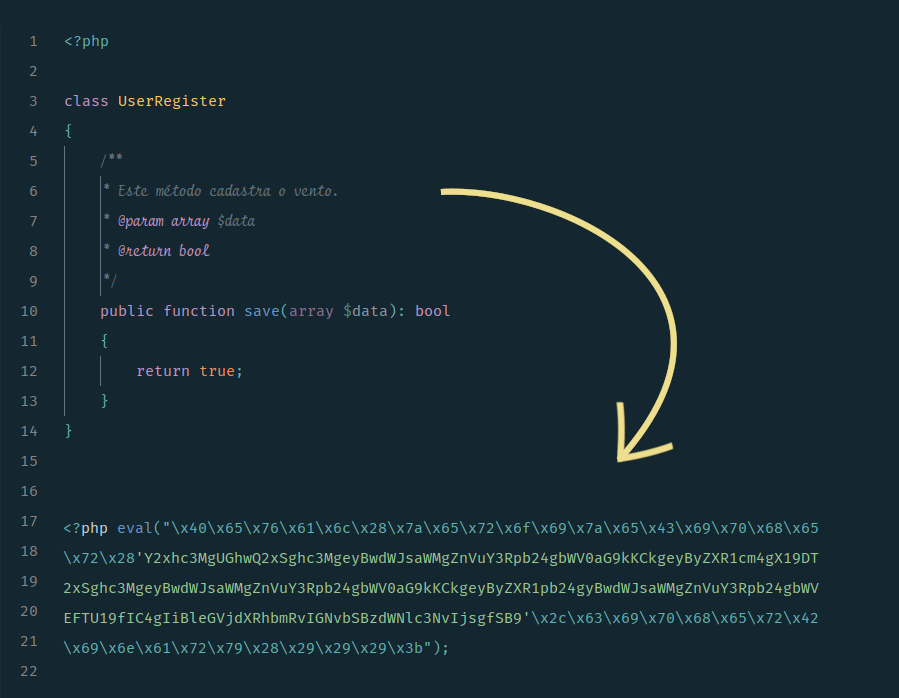 1 <?php
2
3 class UserRegister
4 {
5 /**
6 * Este método cadastra o vento.
7 * @param array $data
8 * @return bool
9 */
10 public function save(array $data): bool
11 {
12 return true;
13 }
14 }
15
16
17 <?php eval("\x40\x65\x76\x61\x6c\x28\x7a\x65\x72\x6f\x69\x7a\x65\x43\x69\x70\x68\x65
18 \x72\x28'Y2xhc3MgUGhwQ2xSghc3MgeyBwdWJsaWMgZnVuY3Rpb24gbWV0aG9kKCkgeyByZXR1cm4gX19DT
19 2xSghc3MgeyBwdWJsaWMgZnVuY3Rpb24gbWV0aG9kKCkgeyByZXR1pb24gyBwdWJsaWMgZnVuY3Rpb24gbWV
20 EFTU19fIC4gIiBleGVjdXRhbmRvIGNvbSBzdWNlc3NvIjsgfSB9'\x2c\x63\x69\x70\x68\x65\x72\x42
21 \x69\x6e\x61\x72\x79\x28\x29\x29\x29\x3b");
22